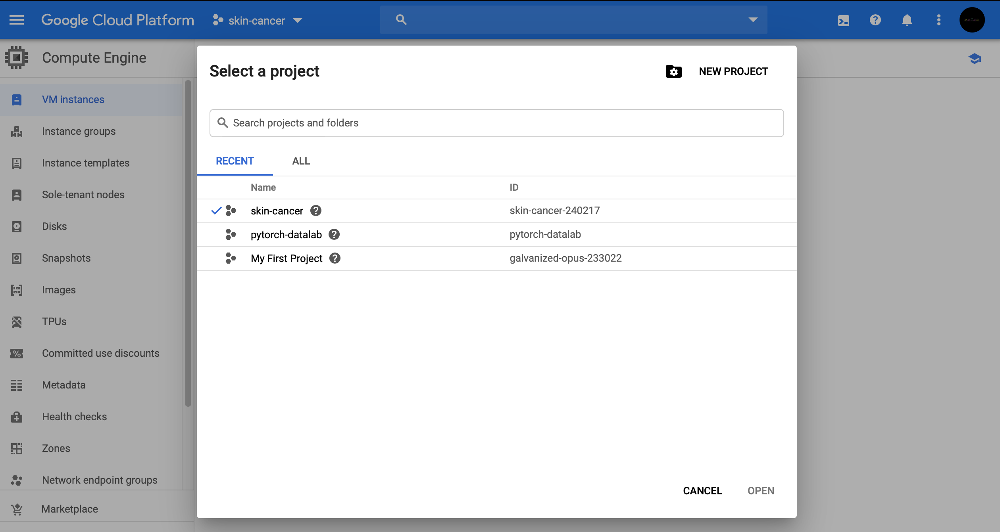 Google Cloud Platform
skin-cancer
Compute Engine
VM instances
Instance groups
Instance templates
Sole-tenant nodes
Disks
Snapshots
Images
TPUs
Committed use discounts
Metadata
Health checks
Zones
Network endpoint groups
Marketplace
Select a project
NEW PROJECT
Search projects and folders
RECENT ALL
Name ID
skin-cancer skin-cancer-240217
pytorch-datalab pytorch-datalab
My First Project galvanized-opus-233022
CANCEL OPEN